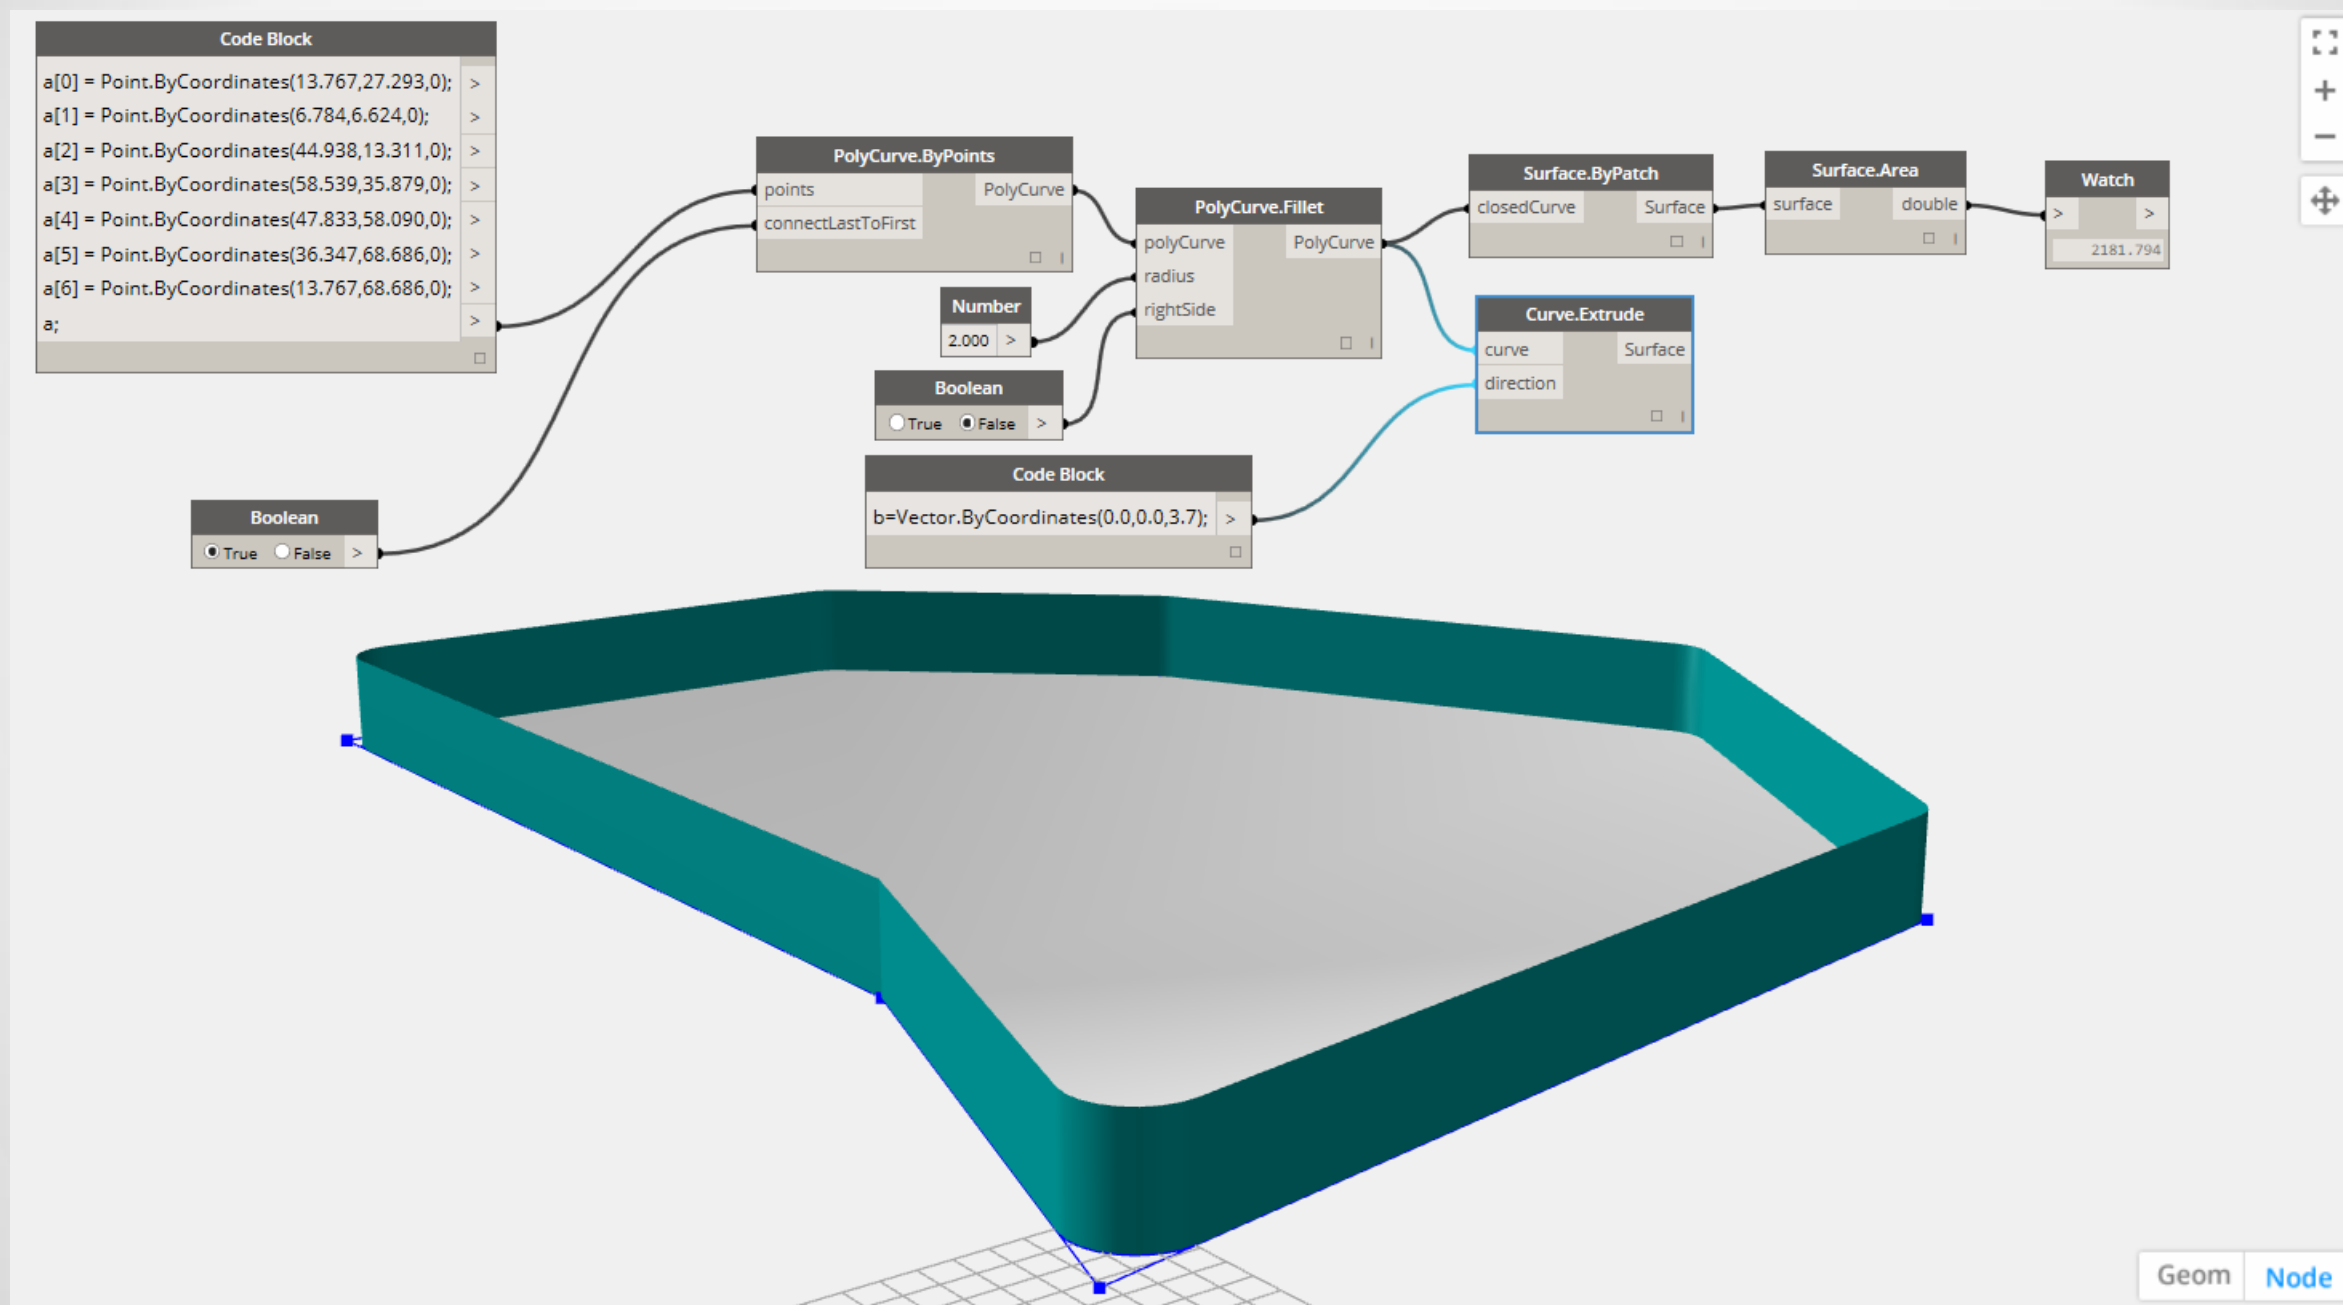 Code Block
a[0] = Point.ByCoordinates(13.767,27.293,0); >
a[1] = Point.ByCoordinates(6.784,6.624,0); >
a[2] = Point.ByCoordinates(44.938,13.311,0); >
a[3] = Point.ByCoordinates(58.539,35.879,0); >
a[4] = Point.ByCoordinates(47.833,58.090,0); >
a[5] = Point.ByCoordinates(36.347,68.686,0); >
a[6] = Point.ByCoordinates(13.767,68.686,0); >
a; >
Boolean
True False >
PolyCurve.ByPoints
points PolyCurve
connectLastToFirst
Number
2.000 >
Boolean
True False >
Code Block
b=Vector.ByCoordinates(0.0,0.0,3.7); >
PolyCurve.Fillet
polyCurve PolyCurve
radius
rightSide
Surface.ByPatch
closedCurve Surface
Curve.Extrude
curve Surface
direction
Surface.Area
surface double
Watch
> >
2181.794
Geom Node